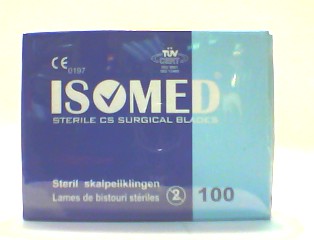 CE 0197
TÜV
CERT
ISOMED
STERILE CS SURGICAL BLADES
Steril skalpellklingen
Lames de bistouri stériles
2
100